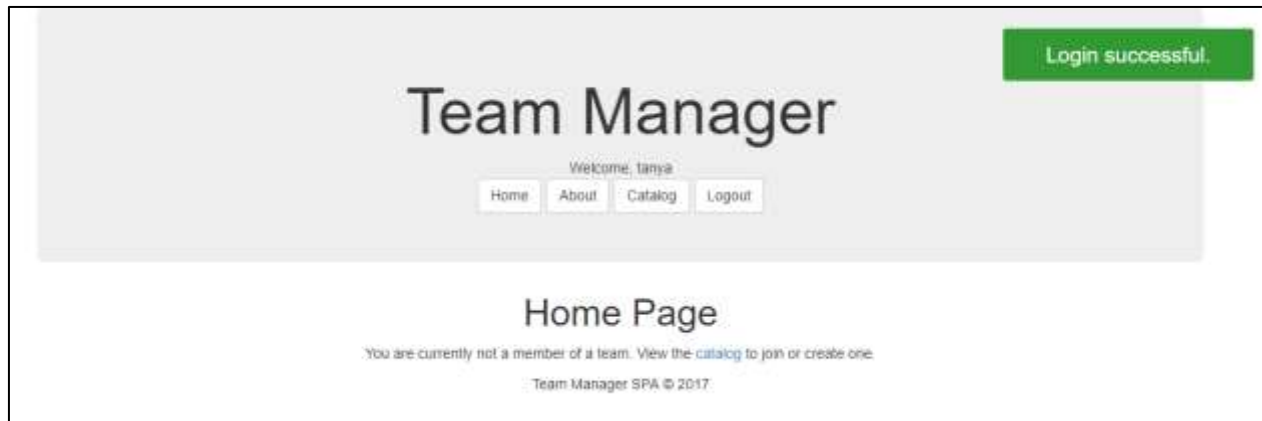 Login successful.
Team Manager
Welcome, tanya
Home About Catalog Logout
Home Page
You are currently not a member of a team. View the catalog to join or create one.
Team Manager SPA © 2017